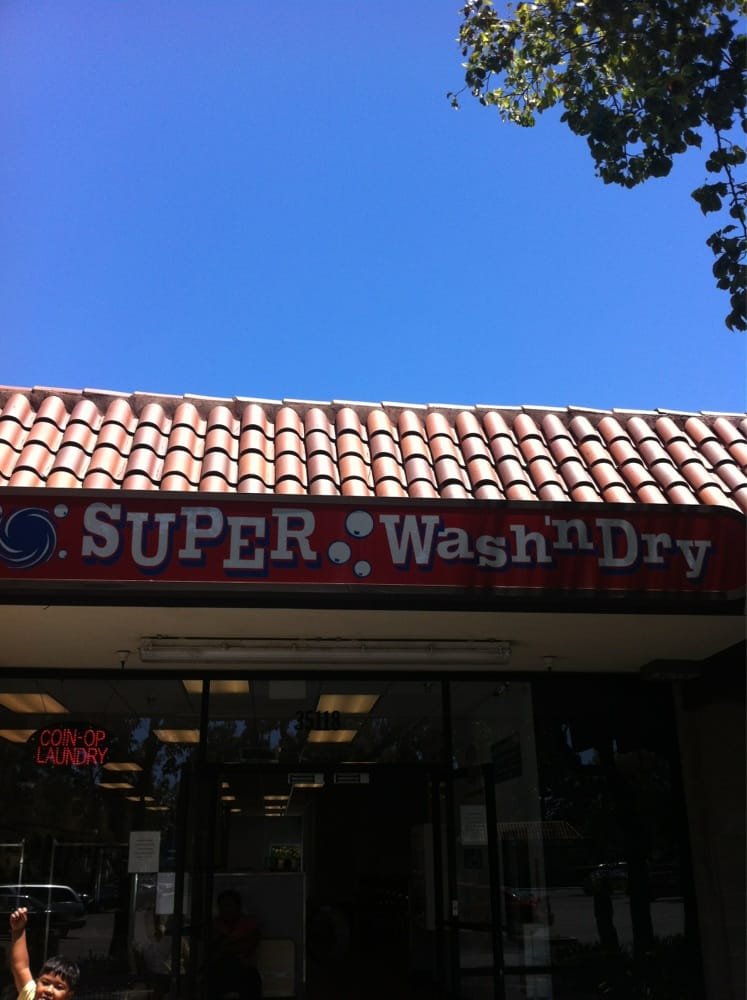 SUPER Wash'nDry
35118
COIN-OP
LAUNDRY